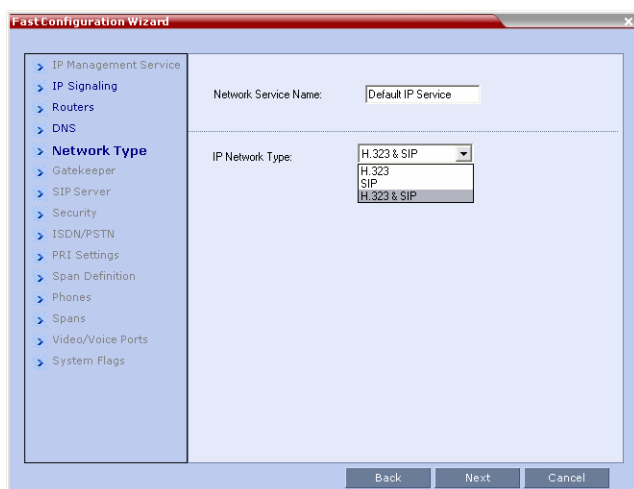 Fast Configuration Wizard
IP Management Service
IP Signaling
Routers
DNS
Network Type
Gatekeeper
SIP Server
Security
ISDN/PSTN
PRI Settings
Span Definition
Phones
Spans
Video/Voice Ports
System Flags
Network Service Name: Default IP Service
IP Network Type: H.323 & SIP
H.323
SIP
H.323 & SIP
Back Next Cancel